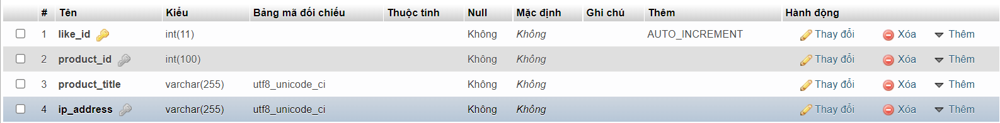 # Tên Kiểu Bảng mã đối chiếu Thuộc tính Null Mặc định Ghi chú Thêm Hành động
1 like_id int(11) Không Không AUTO_INCREMENT Thay đổi Xóa Thêm
2 product_id int(100) Không Không Thay đổi Xóa Thêm
3 product_title varchar(255) utf8_unicode_ci Không Không Thay đổi Xóa Thêm
4 ip_address varchar(255) utf8_unicode_ci Không Không Thay đổi Xóa Thêm